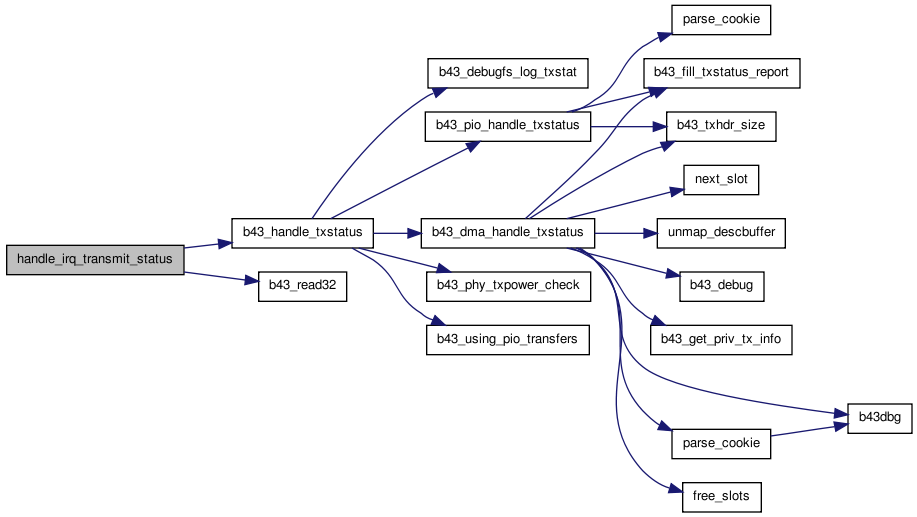 parse_cookie
b43_debugfs_log_txstat
b43_fill_txstatus_report
b43_pio_handle_txstatus
b43_txhdr_size
next_slot
b43_handle_txstatus
b43_dma_handle_txstatus
unmap_descbuffer
handle_irq_transmit_status
b43_read32
b43_phy_txpower_check
b43_debug
b43_using_pio_transfers
b43_get_priv_tx_info
b43dbg
parse_cookie
free_slots